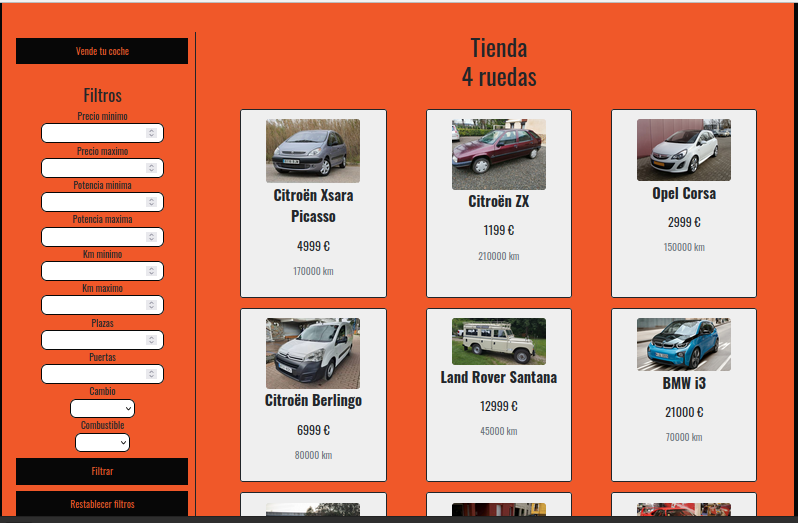 Vende tu coche
Filtros
Precio minimo
Precio maximo
Potencia minima
Potencia maxima
Km minimo
Km maximo
Plazas
Puertas
Cambio
Combustible
Filtrar
Restablecer filtros
Tienda
4 ruedas
Citroën Xsara
Picasso
4999 €
170000 km
Citroën ZX
1199 €
210000 km
Opel Corsa
2999 €
150000 km
Citroën Berlingo
6999 €
80000 km
Land Rover Santana
12999 €
45000 km
BMW i3
21000 €
70000 km